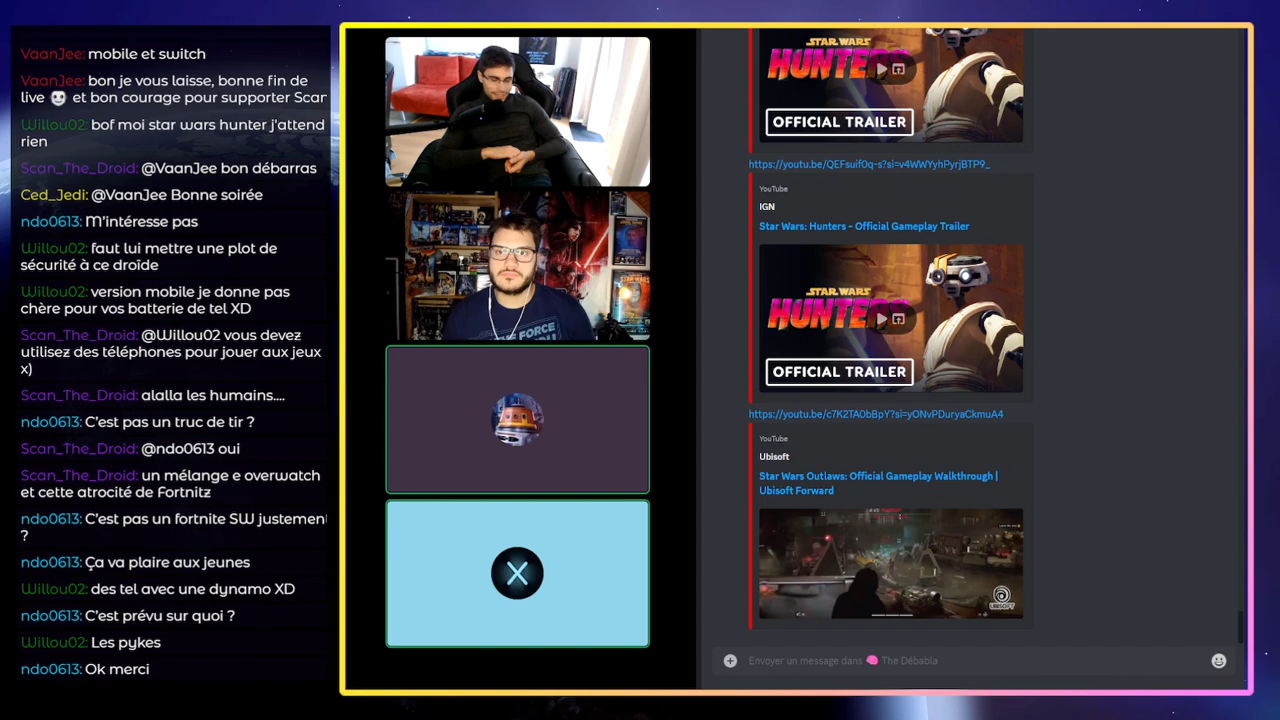 VaanJee: mobile et switch
VaanJee: bon je vous laisse, bonne fin de
live et bon courage pour supporter Scan
Willou02: bof moi star wars hunter j'attend
rien
Scan_The_Droid: @VaanJee bon débarras
Ced_Jedi: @VaanJee Bonne soirée
ndo0613: M'intéresse pas
Willou02: faut lui mettre une plot de
sécurité à ce droïde
Willou02: version mobile je donne pas
chère pour vos batterie de tel XD
Scan_The_Droid: @Willou02 vous devez
utilisez des téléphones pour jouer aux jeux
x)
Scan_The_Droid: alalla les humains....
ndo0613: C'est pas un truc de tir ?
Scan_The_Droid: @ndo0613 oui
Scan_The_Droid: un mélange e overwatch
et cette atrocité de Fortnitz
ndo0613: C'est pas un fortnite SW justement
?
ndo0613: Ça va plaire aux jeunes
Willou02: des tel avec une dynamo XD
ndo0613: C'est prévu sur quoi ?
Willou02: Les pykes
ndo0613: Ok merci
THE FORCE
STAR WARS
HUNTERS
OFFICIAL TRAILER
https://youtu.be/QEFsuif0q-s?si=v4WWYyhPyrjBTP9_
YouTube
IGN
Star Wars: Hunters - Official Gameplay Trailer
STAR WARS
HUNTERS
OFFICIAL TRAILER
https://youtu.be/c7K2TA0bBpY?si=yONvPDuryaCkmuA4
YouTube
Ubisoft
Star Wars Outlaws: Official Gameplay Walkthrough |
Ubisoft Forward
UBISOFT
Envoyer un message dans 🧠 The Débabla